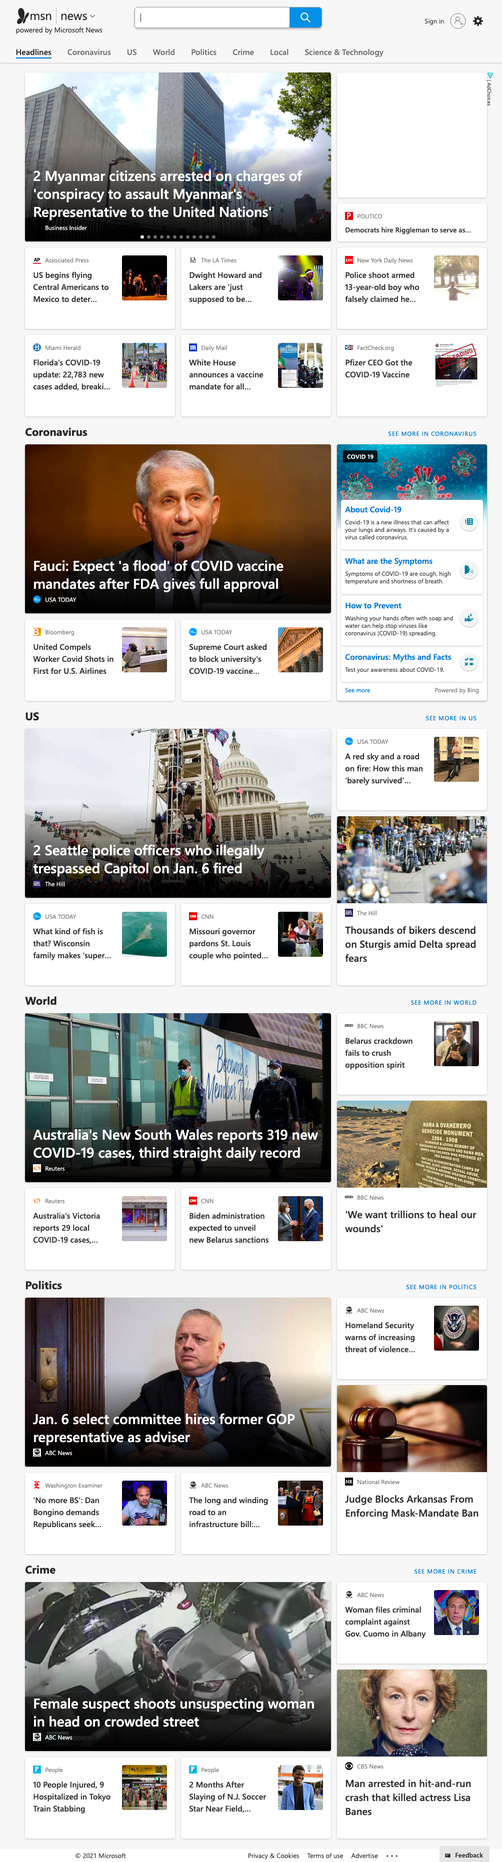 msn | news
powered by Microsoft News
Sign in
Headlines Coronavirus US World Politics Crime Local Science & Technology
2 Myanmar citizens arrested on charges of
'conspiracy to assault Myanmar's
Representative to the United Nations'
Business Insider
AdChoices
POLITICO
Democrats hire Riggleman to serve as...
AP Associated Press
US begins flying
Central Americans to
Mexico to deter...
The LA Times
Dwight Howard and
Lakers are 'just
supposed to be...
New York Daily News
Police shoot armed
13-year-old boy who
falsely claimed he...
Miami Herald
Florida's COVID-19
update: 22,783 new
cases added, breaki...
Daily Mail
White House
announces a vaccine
mandate for all...
FactCheck.org
Pfizer CEO Got the
COVID-19 Vaccine
Coronavirus
SEE MORE IN CORONAVIRUS
Fauci: Expect 'a flood' of COVID vaccine
mandates after FDA gives full approval
USA TODAY
COVID 19
About Covid-19
Covid-19 is a new illness that can affect
your lungs and airways. It's caused by a
virus called coronavirus.
What are the Symptoms
Symptoms of COVID-19 are cough, high
temperature and shortness of breath.
How to Prevent
Washing your hands often with soap and
water can help stop viruses like
coronavirus (COVID-19) spreading.
Coronavirus: Myths and Facts
Test your awareness about COVID-19.
See more
Powered by Bing
Bloomberg
United Compels
Worker Covid Shots in
First for U.S. Airlines
USA TODAY
Supreme Court asked
to block university's
COVID-19 vaccine...
US
SEE MORE IN US
2 Seattle police officers who illegally
trespassed Capitol on Jan. 6 fired
The Hill
USA TODAY
A red sky and a road
on fire: How this man
'barely survived'...
The Hill
Thousands of bikers descend
on Sturgis amid Delta spread
fears
USA TODAY
What kind of fish is
that? Wisconsin
family makes 'super...
CNN
Missouri governor
pardons St. Louis
couple who pointed...
World
SEE MORE IN WORLD
Become a
Member
Australia's New South Wales reports 319 new
COVID-19 cases, third straight daily record
Reuters
BBC News
Belarus crackdown
fails to crush
opposition spirit
NAMA & OVAHERERO
GENOCIDE MONUMENT
1904 - 1908
BBC News
'We want trillions to heal our
wounds'
Reuters
Australia's Victoria
reports 29 local
COVID-19 cases,...
CNN
Biden administration
expected to unveil
new Belarus sanctions
Politics
SEE MORE IN POLITICS
Jan. 6 select committee hires former GOP
representative as adviser
ABC News
ABC News
Homeland Security
warns of increasing
threat of violence...
National Review
Judge Blocks Arkansas From
Enforcing Mask-Mandate Ban
Washington Examiner
'No more BS': Dan
Bongino demands
Republicans seek...
ABC News
The long and winding
road to an
infrastructure bill:...
Crime
SEE MORE IN CRIME
Female suspect shoots unsuspecting woman
in head on crowded street
ABC News
ABC News
Woman files criminal
complaint against
Gov. Cuomo in Albany
CBS News
Man arrested in hit-and-run
crash that killed actress Lisa
Banes
People
10 People Injured, 9
Hospitalized in Tokyo
Train Stabbing
People
2 Months After
Slaying of N.J. Soccer
Star Near Field,...
© 2021 Microsoft
Privacy & Cookies Terms of use Advertise ...
Feedback